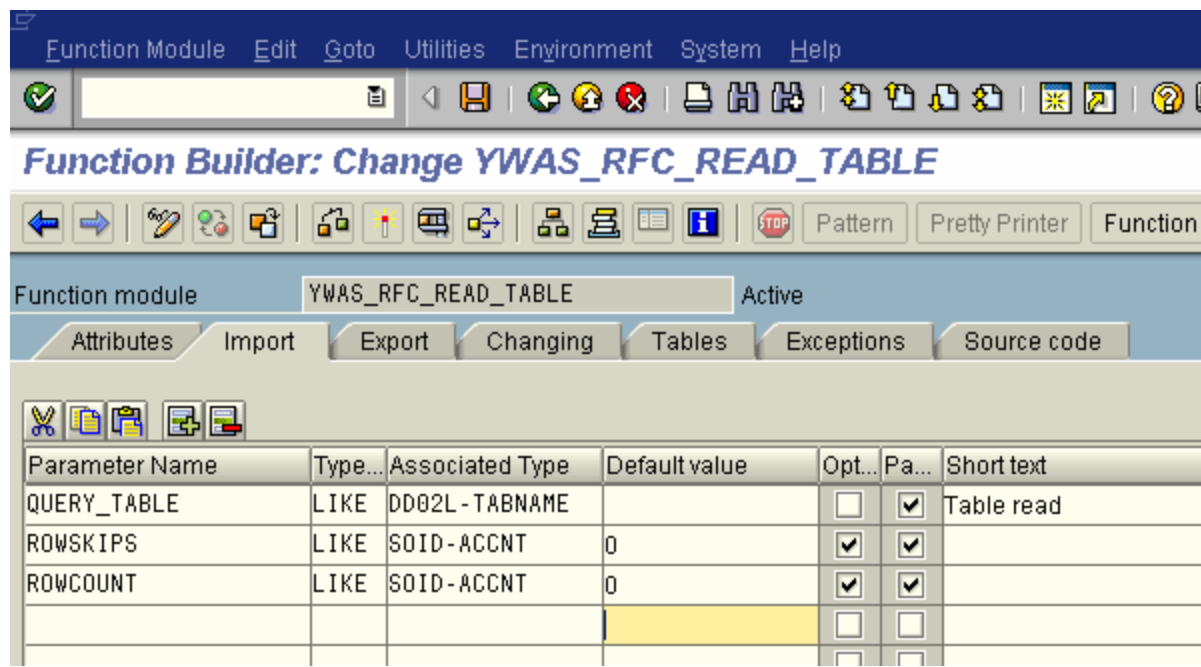 Function Module Edit Goto Utilities Environment System Help
Function Builder: Change YWAS_RFC_READ_TABLE
STOP Pattern Pretty Printer Function
Function module YWAS_RFC_READ_TABLE Active
Attributes Import Export Changing Tables Exceptions Source code
Parameter Name Type... Associated Type Default value Opt... Pa... Short text
QUERY_TABLE LIKE DD02L-TABNAME Table read
ROWSKIPS LIKE SOID-ACCNT 0
ROWCOUNT LIKE SOID-ACCNT 0